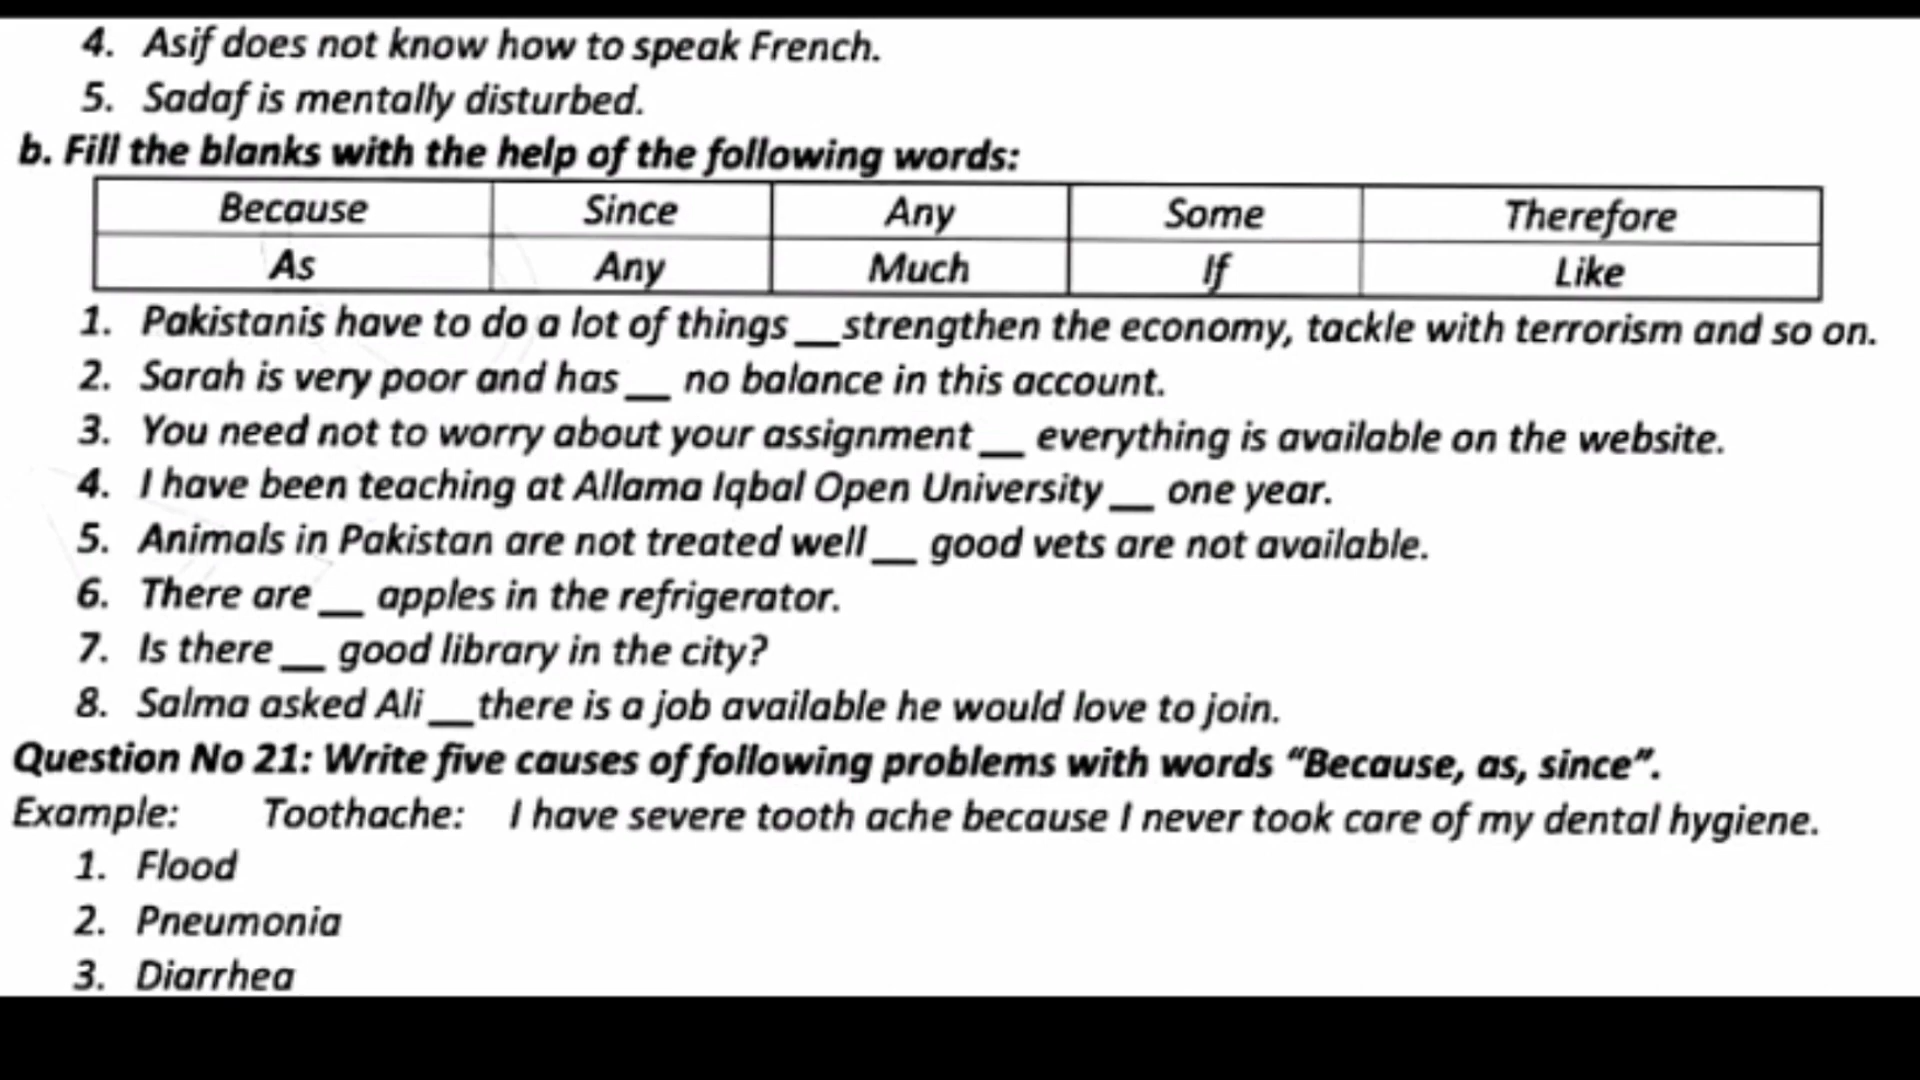 4. Asif does not know how to speak French.
5. Sadaf is mentally disturbed.
b. Fill the blanks with the help of the following words:
Because Since Any Some Therefore
As Any Much If Like
1. Pakistanis have to do a lot of things __strengthen the economy, tackle with terrorism and so on.
2. Sarah is very poor and has __ no balance in this account.
3. You need not to worry about your assignment __ everything is available on the website.
4. I have been teaching at Allama Iqbal Open University __ one year.
5. Animals in Pakistan are not treated well __ good vets are not available.
6. There are __ apples in the refrigerator.
7. Is there __ good library in the city?
8. Salma asked Ali __there is a job available he would love to join.
Question No 21: Write five causes of following problems with words “Because, as, since”.
Example: Toothache: I have severe tooth ache because I never took care of my dental hygiene.
1. Flood
2. Pneumonia
3. Diarrhea